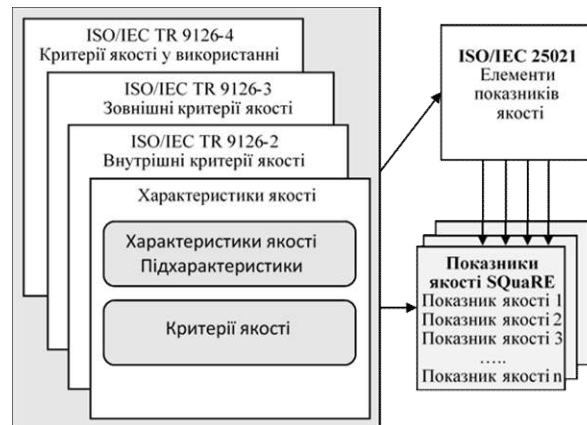 ISO/IEC TR 9126-4
Критерії якості у використанні
ISO/IEC TR 9126-3
Зовнішні критерії якості
ISO/IEC TR 9126-2
Внутрішні критерії якості
Характеристики якості
Характеристики якості
Підхарактеристики
Критерії якості
ISO/IEC 25021
Елементи
показників
якості
Показники
якості SQuaRE
Показник якості 1
Показник якості 2
Показник якості 3
.....
Показник якості n